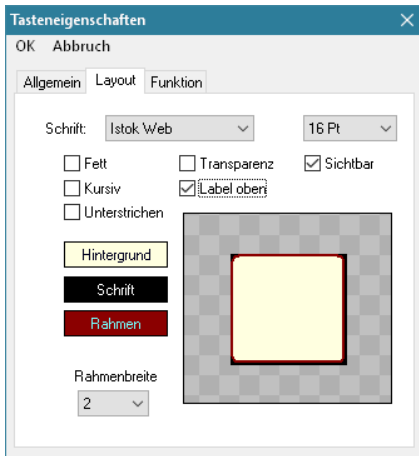 Tasteneigenschaften
OK Abbruch
Allgemein Layout Funktion
Schrift: Istok Web 16 Pt
Fett Transparenz Sichtbar
Kursiv Label oben
Unterstrichen
Hintergrund
Schrift
Rahmen
Rahmenbreite
2